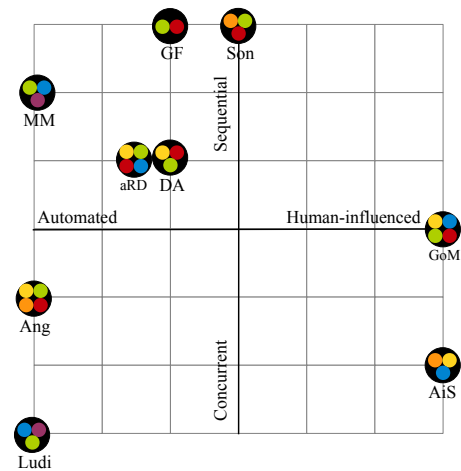 GF
Son
Sequential
MM
aRD
DA
Automated
Human-influenced
GoM
Ang
Concurrent
AiS
Ludi